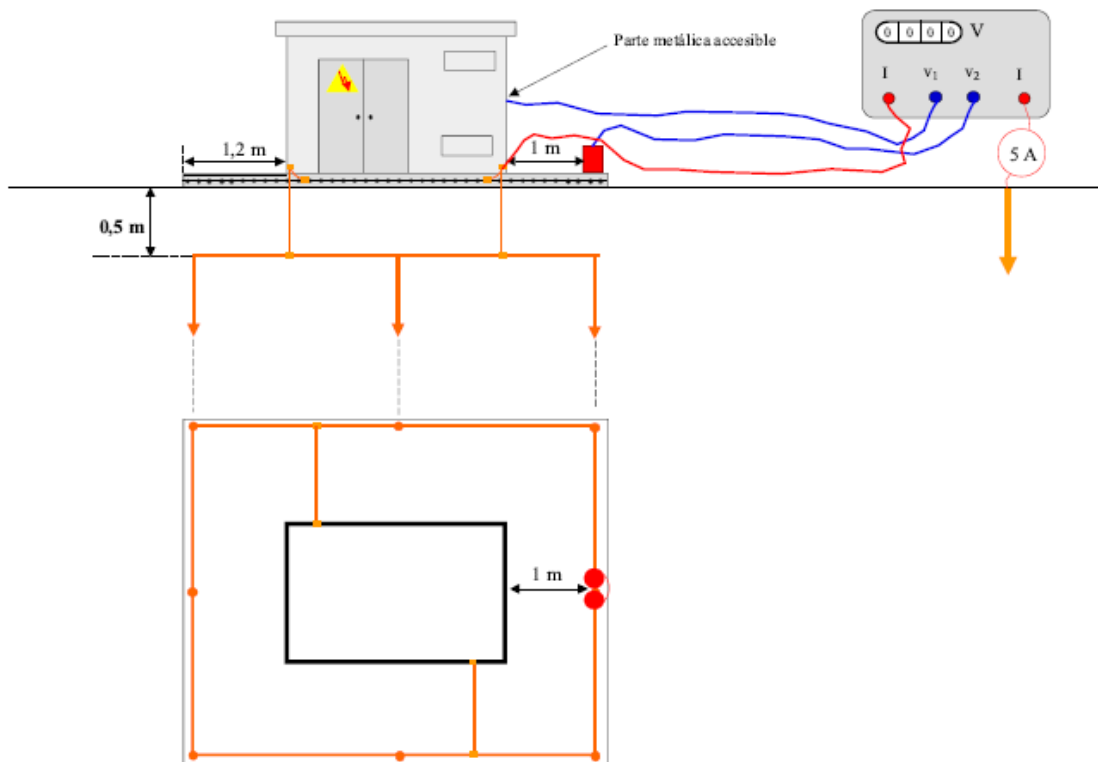 Parte metálica accesible
0 0 0 0 V
I v₁ v₂ I
1,2 m
1 m
5 A
0,5 m
1 m